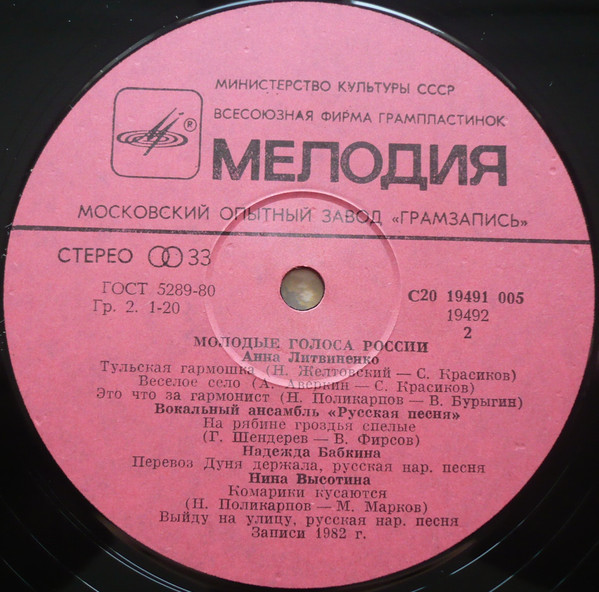 МИНИСТЕРСТВО КУЛЬТУРЫ СССР
ВСЕСОЮЗНАЯ ФИРМА ГРАМПЛАСТИНОК
® МЕЛОДИЯ
МОСКОВСКИЙ ОПЫТНЫЙ ЗАВОД «ГРАМЗАПИСЬ»
СТЕРЕО 33
ГОСТ 5289-80
Гр. 2. 1-20
С20 19491 005
19492
2
МОЛОДЫЕ ГОЛОСА РОССИИ
Анна Литвиненко
Тульская гармошка (Н. Желтовский — С. Красиков)
Веселое село (А. Аверкин — С. Красиков)
Это что за гармонист (Н. Поликарпов — В. Бурыгин)
Вокальный ансамбль «Русская песня»
На рябине гроздья спелые
(Г. Шендерев — В. Фирсов)
Надежда Бабкина
Перевоз Дуня держала, русская нар. песня
Нина Высотина
Комарики кусаются
(Н. Поликарпов — М. Марков)
Выйду на улицу, русская нар. песня
Записи 1982 г.